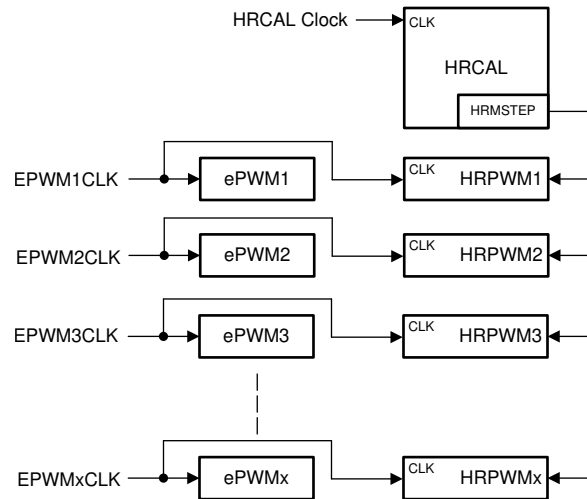 HRCAL Clock
CLK
HRCAL
HRMSTEP
EPWM1CLK
ePWM1
CLK
HRPWM1
EPWM2CLK
ePWM2
CLK
HRPWM2
EPWM3CLK
ePWM3
CLK
HRPWM3
EPWMxCLK
ePWMx
CLK
HRPWMx